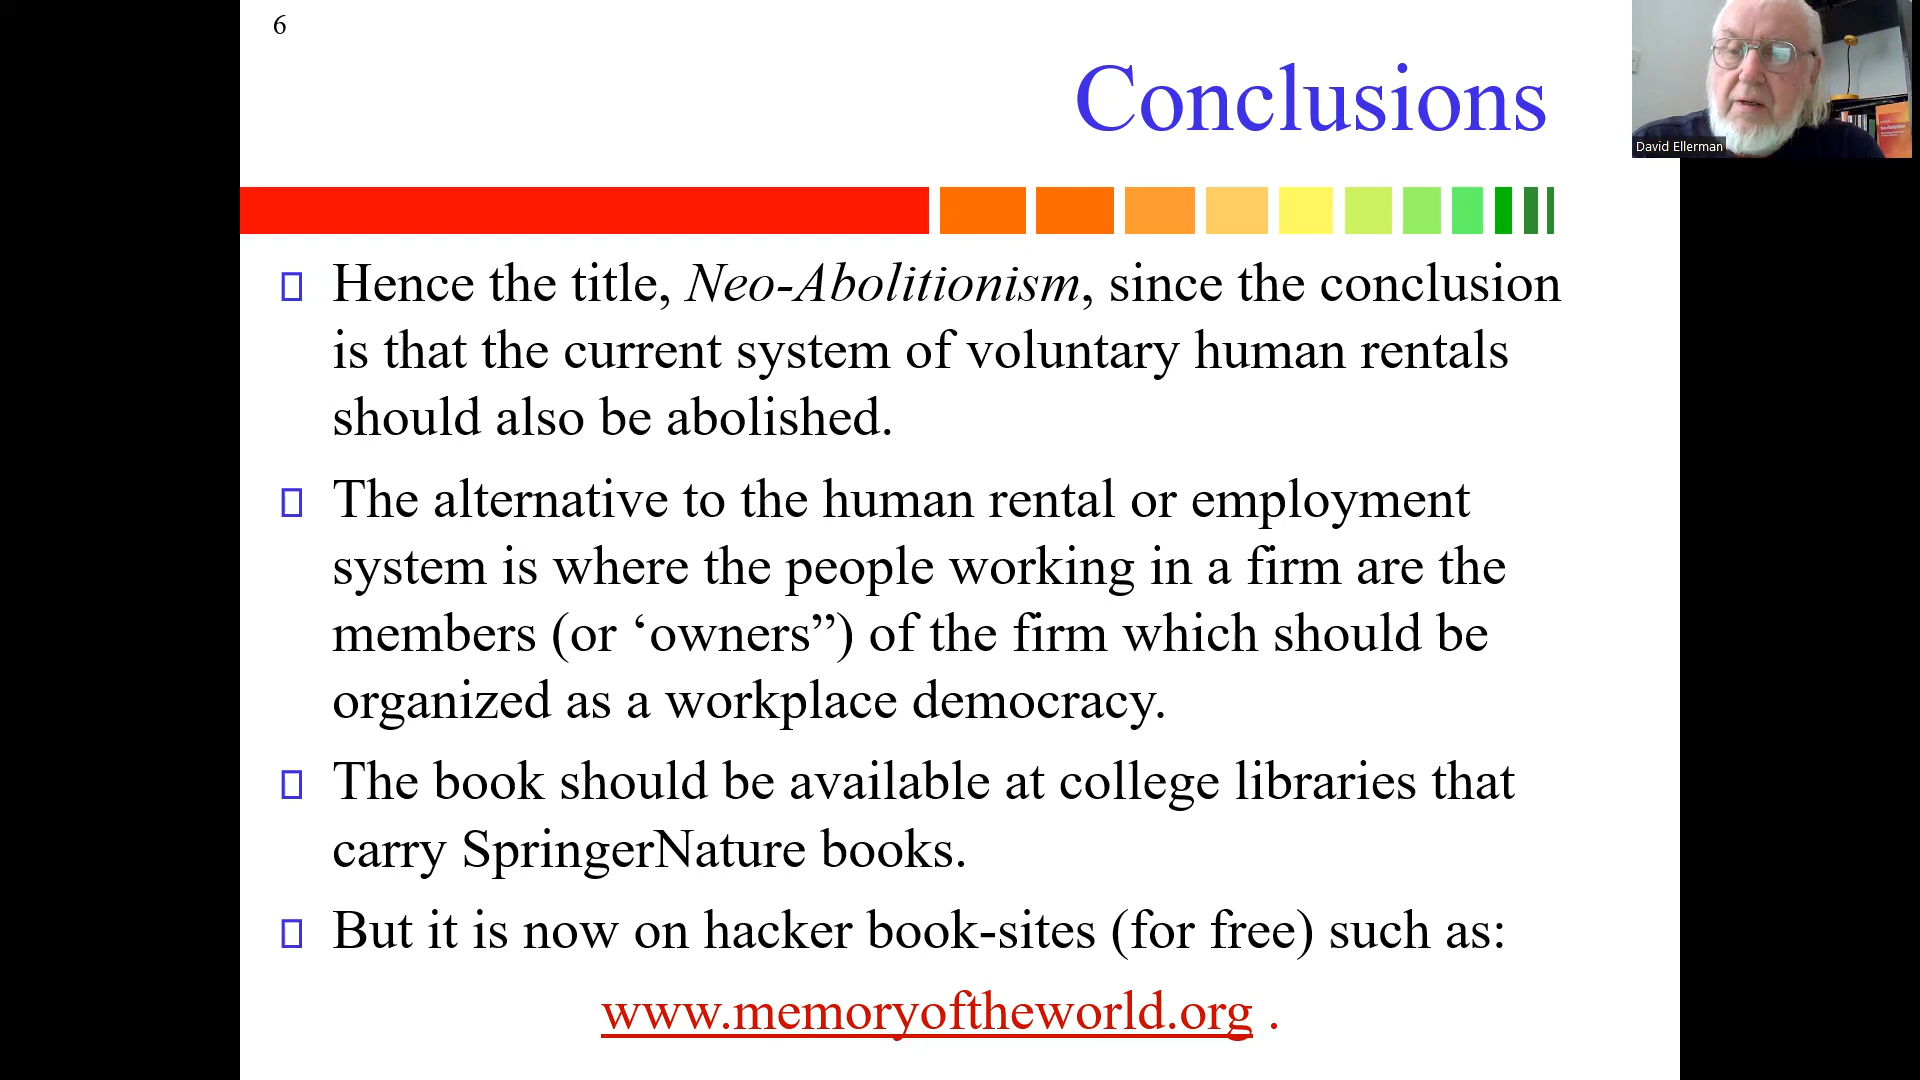 6
Conclusions
David Ellerman
Hence the title, Neo-Abolitionism, since the conclusion
is that the current system of voluntary human rentals
should also be abolished.
The alternative to the human rental or employment
system is where the people working in a firm are the
members (or ‘owners”) of the firm which should be
organized as a workplace democracy.
The book should be available at college libraries that
carry SpringerNature books.
But it is now on hacker book-sites (for free) such as:
www.memoryoftheworld.org .